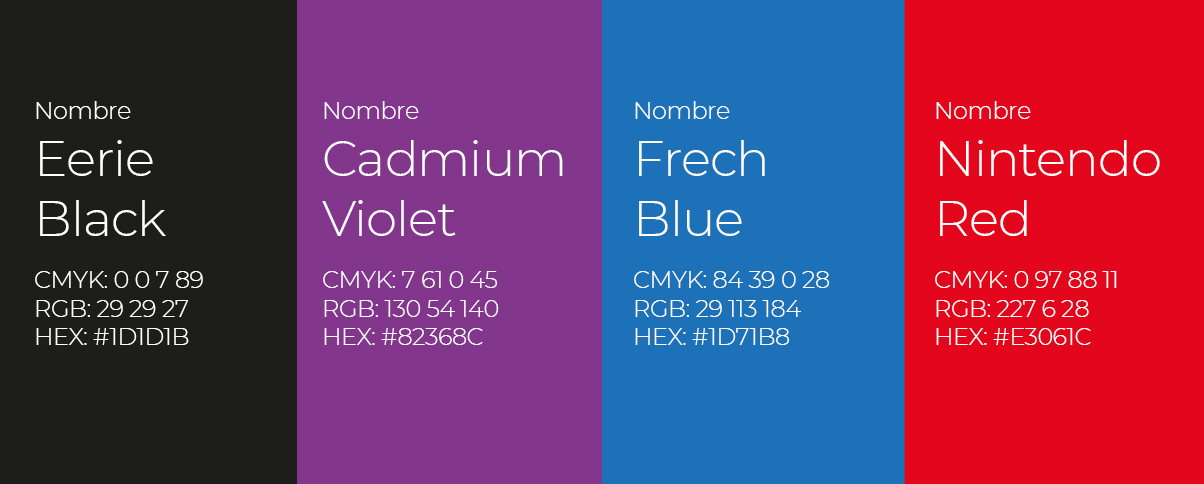 Nombre
Eerie
Black
CMYK: 0 0 7 89
RGB: 29 29 27
HEX: #1D1D1B
Nombre
Cadmium
Violet
CMYK: 7 61 0 45
RGB: 130 54 140
HEX: #82368C
Nombre
Frech
Blue
CMYK: 84 39 0 28
RGB: 29 113 184
HEX: #1D71B8
Nombre
Nintendo
Red
CMYK: 0 97 88 11
RGB: 227 6 28
HEX: #E3061C